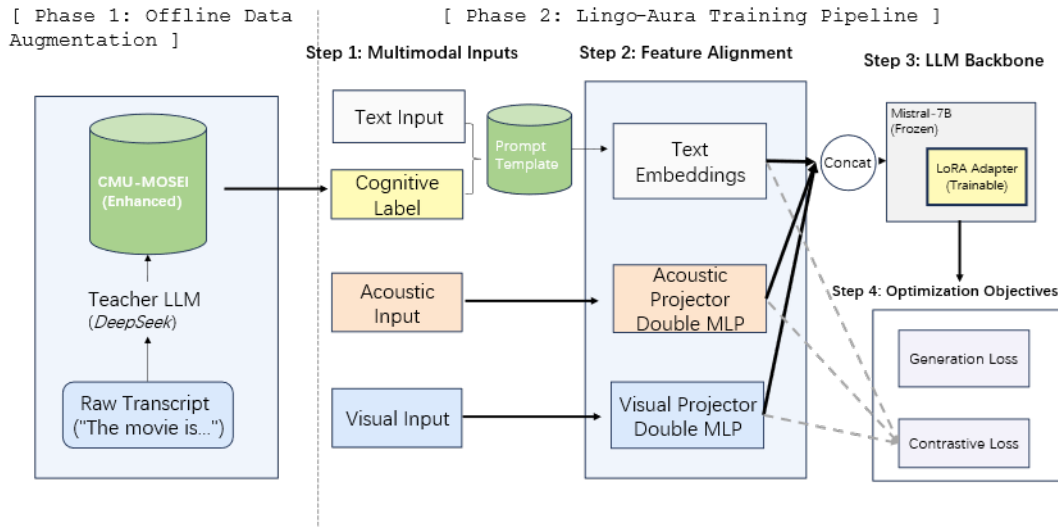 [ Phase 1: Offline Data
Augmentation ]
[ Phase 2: Lingo-Aura Training Pipeline ]
Step 1: Multimodal Inputs
Step 2: Feature Alignment
Step 3: LLM Backbone
CMU-MOSEI
(Enhanced)
Teacher LLM
(DeepSeek)
Raw Transcript
("The movie is...")
Text Input
Cognitive
Label
Prompt
Template
Acoustic
Input
Visual Input
Text
Embeddings
Acoustic
Projector
Double MLP
Visual Projector
Double MLP
Concat
Mistral-7B
(Frozen)
LoRA Adapter
(Trainable)
Step 4: Optimization Objectives
Generation Loss
Contrastive Loss